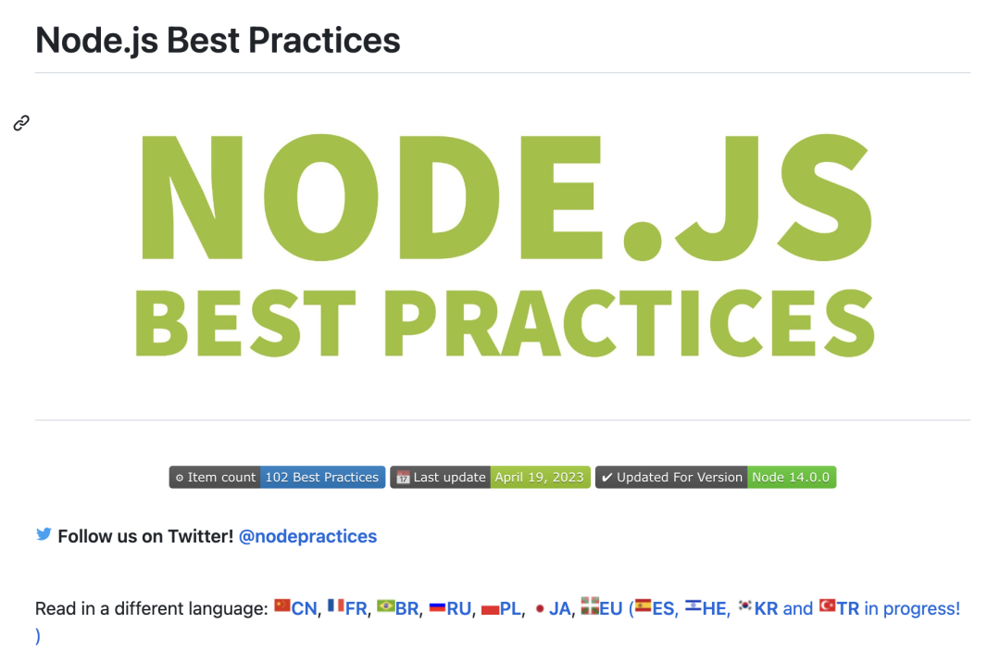 Node.js Best Practices
NODE.JS
BEST PRACTICES
Item count 102 Best Practices 17 Last update April 19, 2023 ✔ Updated For Version Node 14.0.0
Follow us on Twitter! @nodepractices
Read in a different language: CN, FR, BR, RU, PL, JA, EU (ES, HE, KR and TR in progress!
)